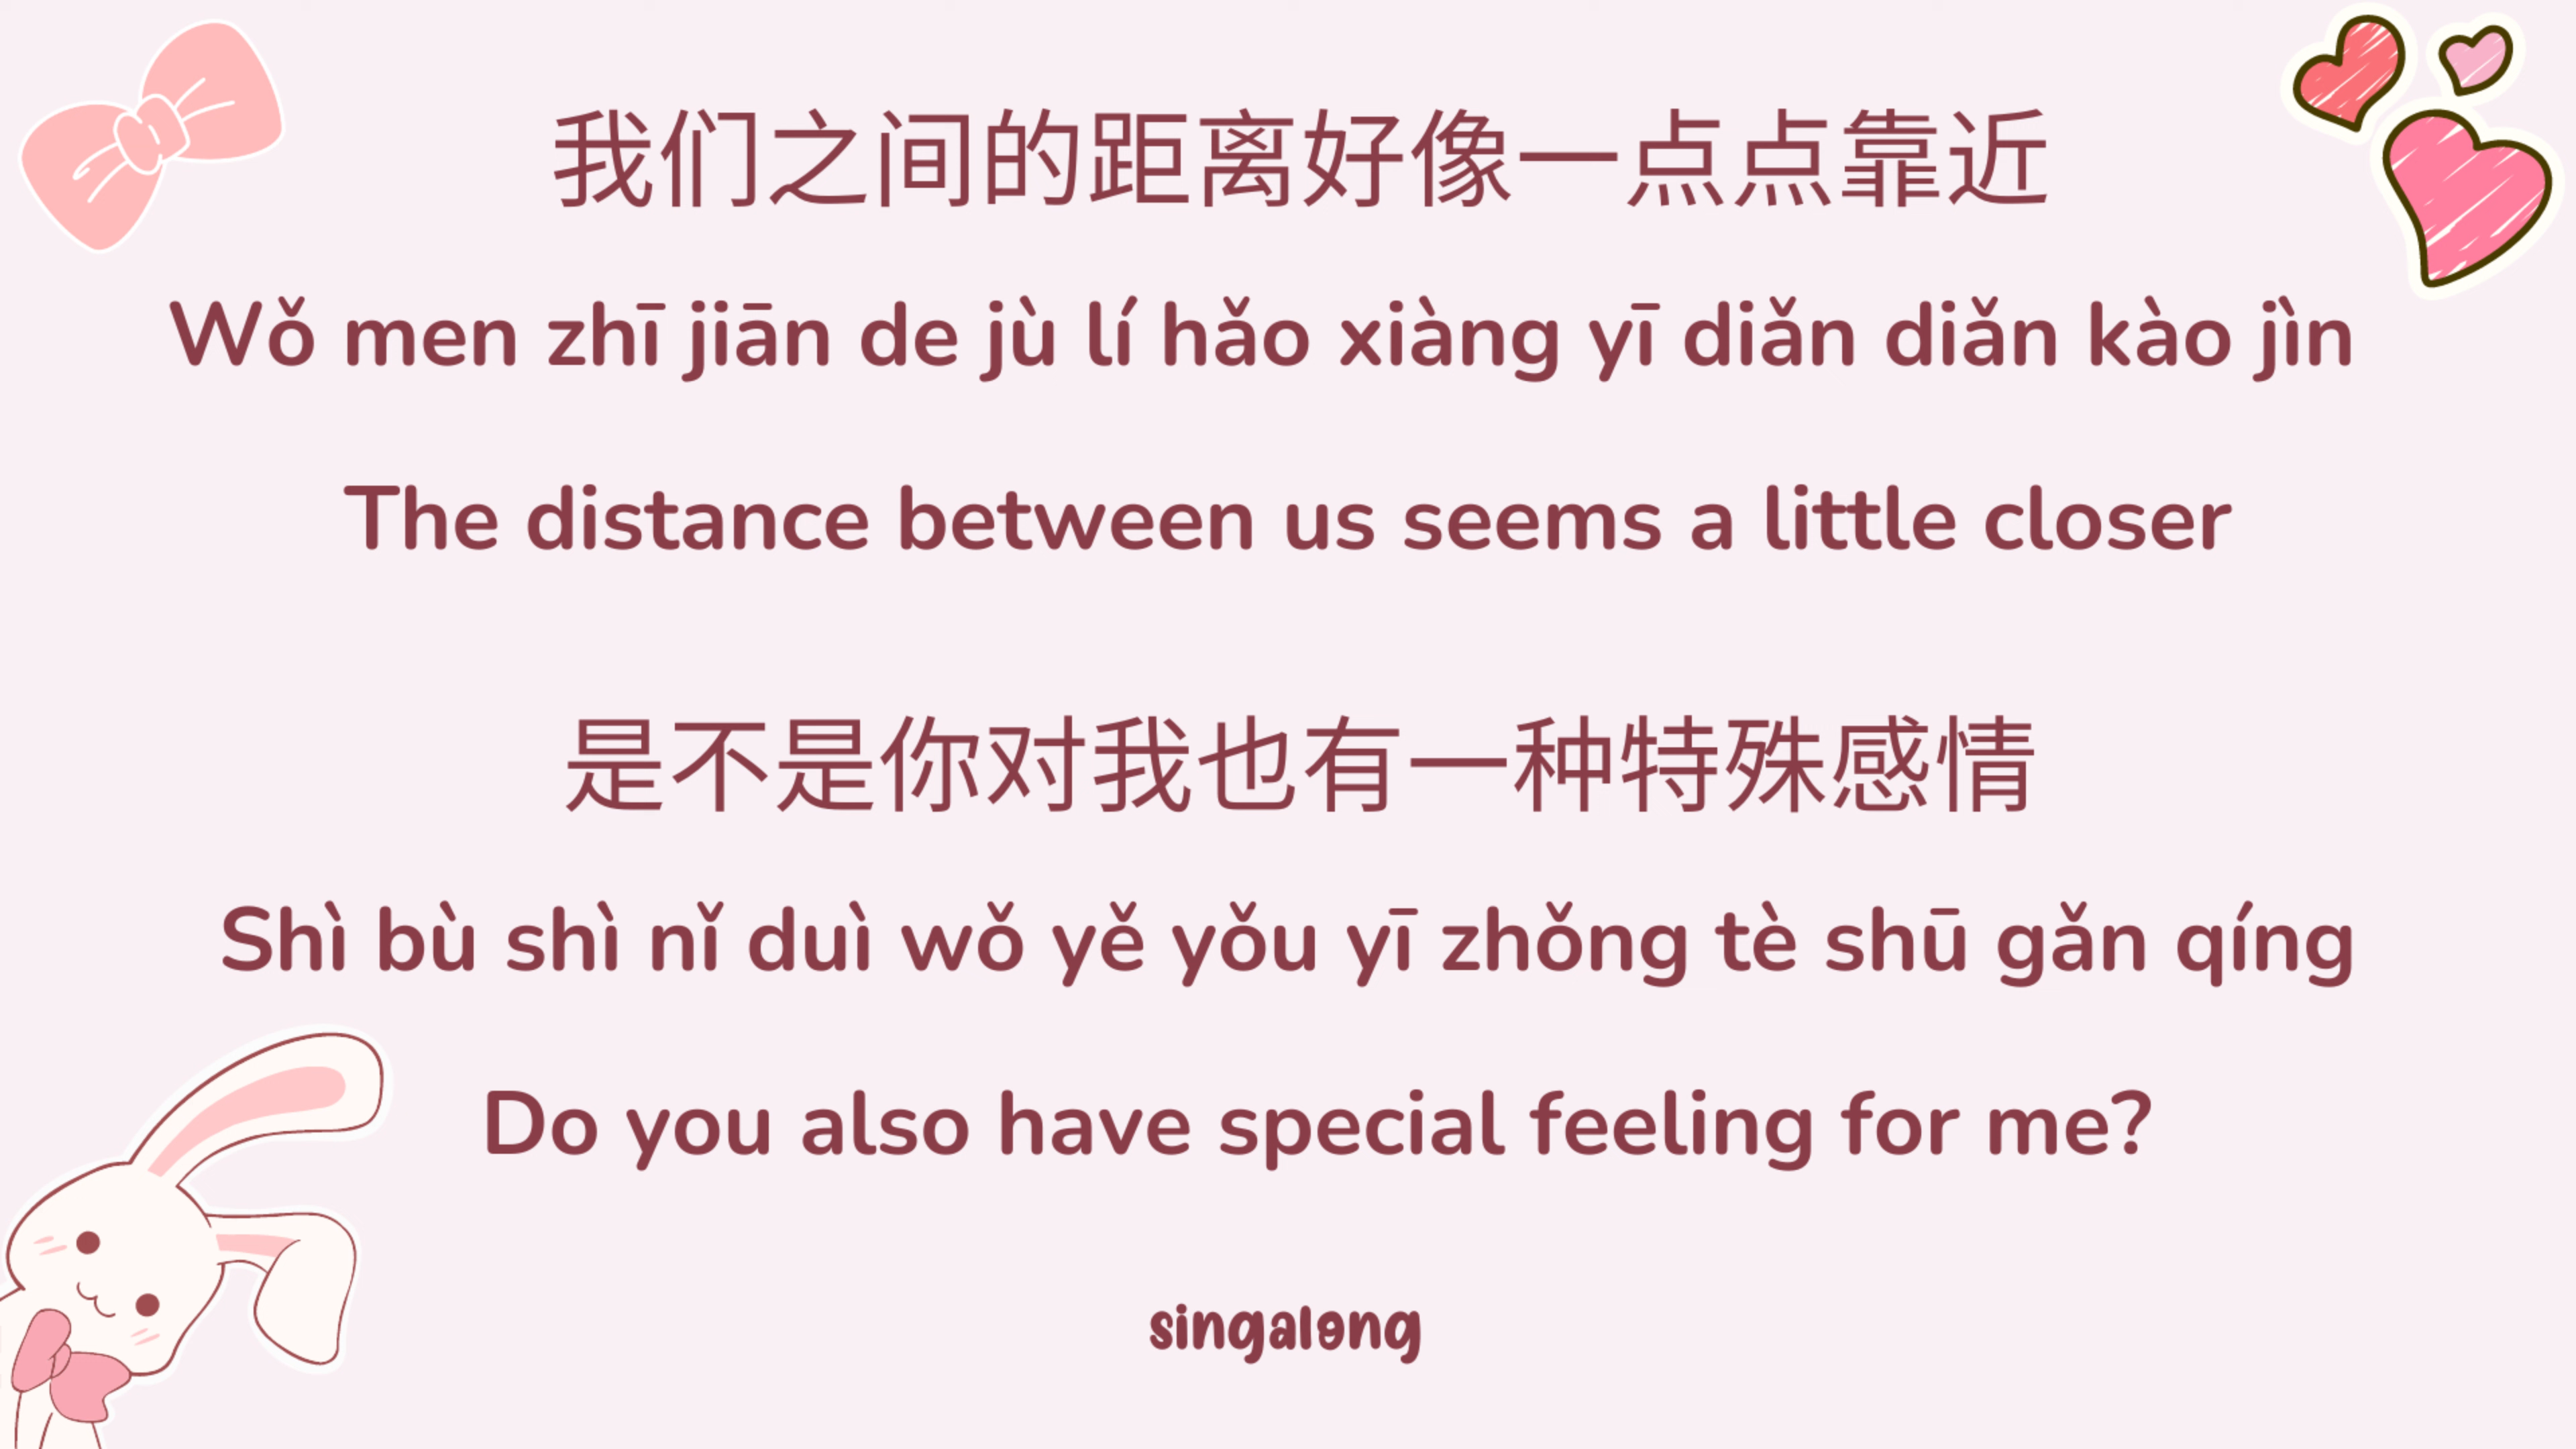 我们之间的距离好像一点点靠近
Wǒ men zhī jiān de jù lí hǎo xiàng yī diǎn diǎn kào jìn
The distance between us seems a little closer
是不是你对我也有一种特殊感情
Shì bù shì nǐ duì wǒ yě yǒu yī zhǒng tè shū gǎn qíng
Do you also have special feeling for me?
singalong